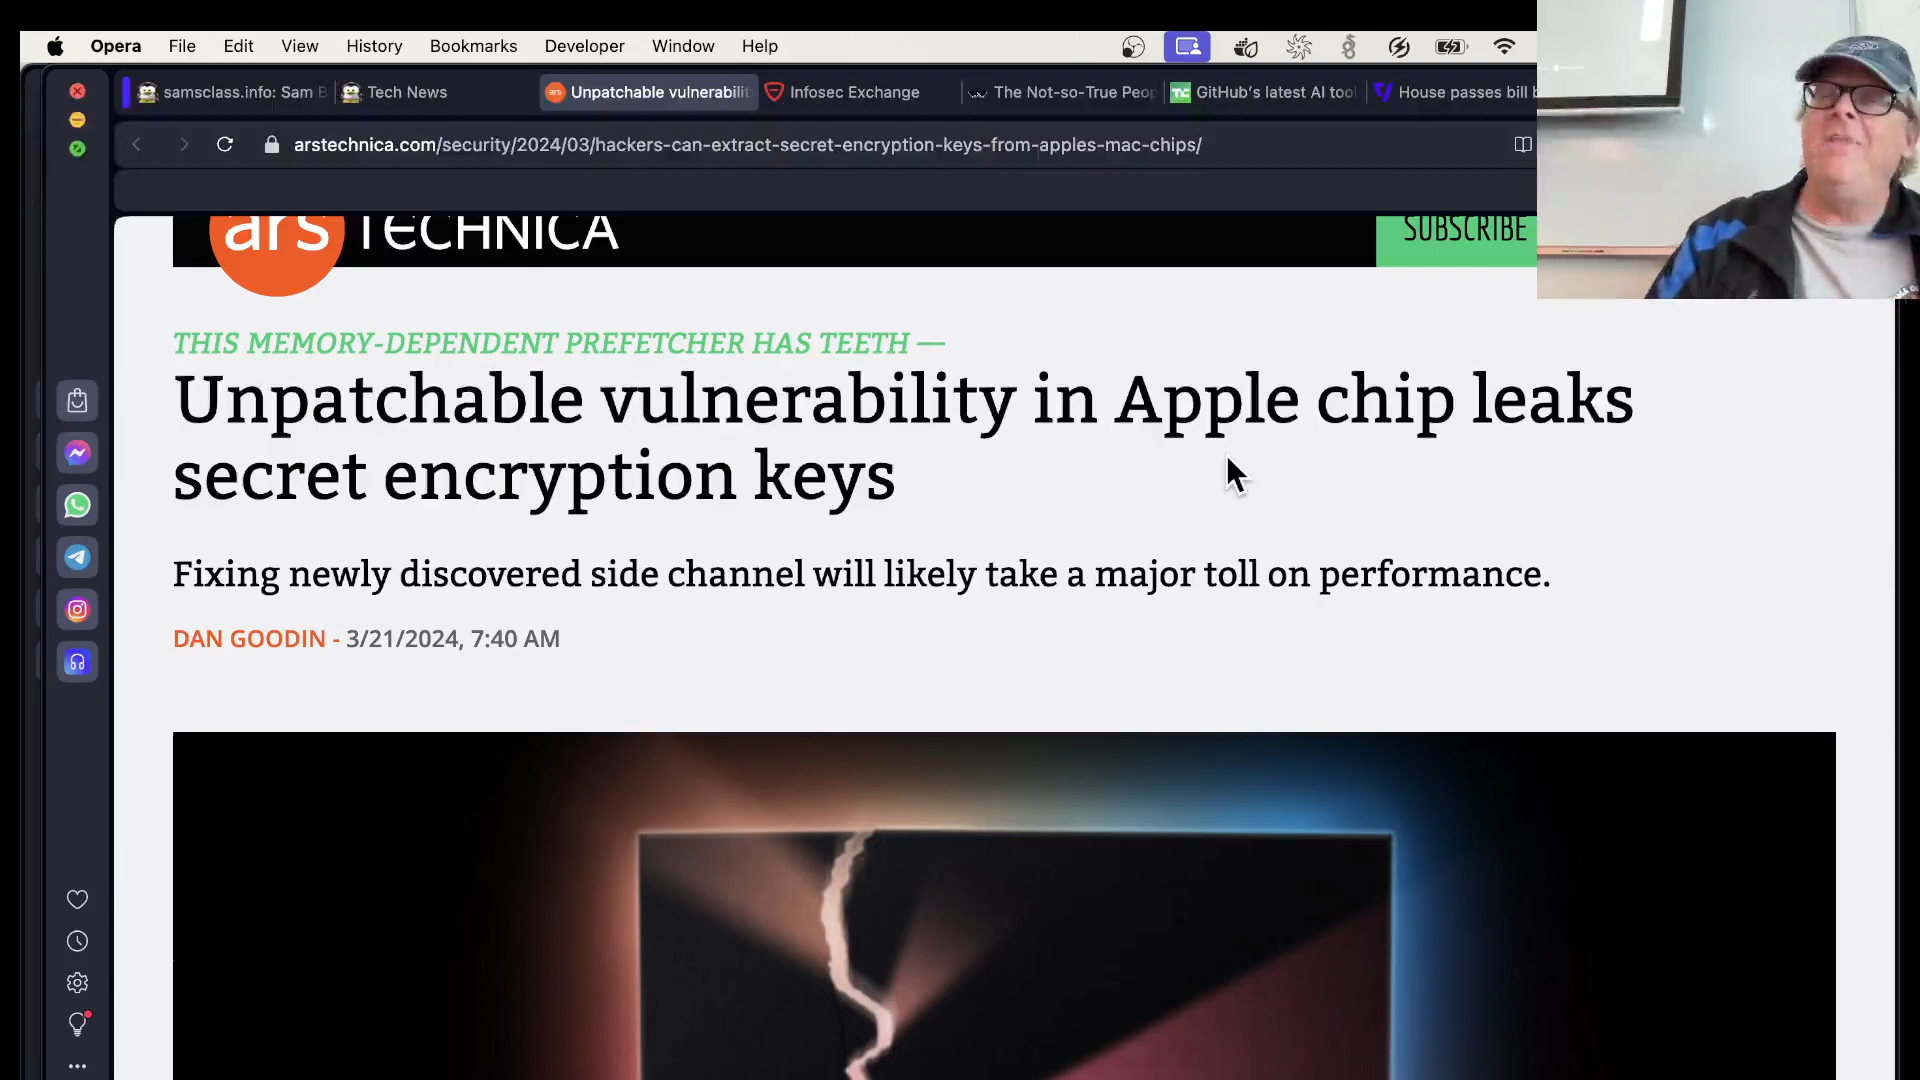 Opera File Edit View History Bookmarks Developer Window Help
samsclass.info: Sam B
Tech News
Unpatchable vulnerabilit
Infosec Exchange
The Not-so-True Peop
TC GitHub's latest AI tool
House passes bill b
arstechnica.com/security/2024/03/hackers-can-extract-secret-encryption-keys-from-apples-mac-chips/
ars TECHNICA
SUBSCRIBE
THIS MEMORY-DEPENDENT PREFETCHER HAS TEETH —
Unpatchable vulnerability in Apple chip leaks
secret encryption keys
Fixing newly discovered side channel will likely take a major toll on performance.
DAN GOODIN - 3/21/2024, 7:40 AM